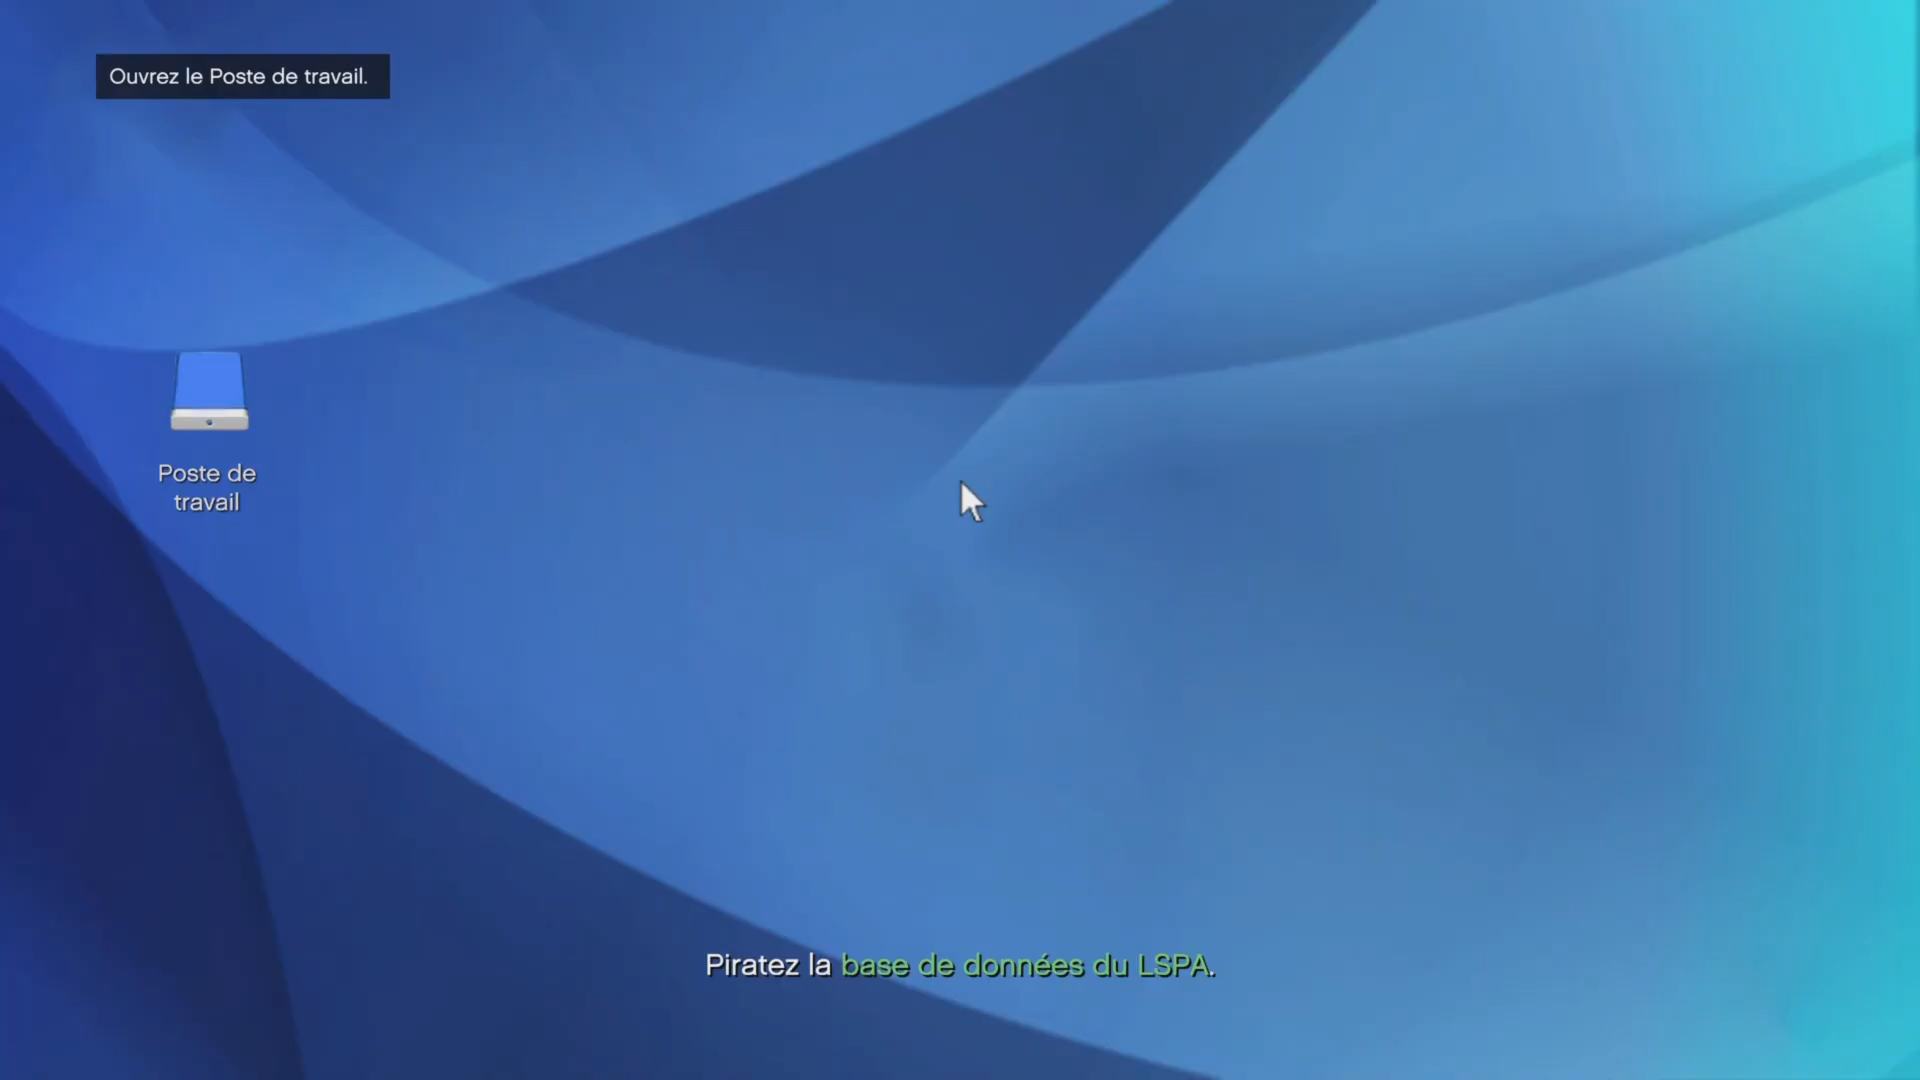 Ouvrez le Poste de travail.
Poste de
travail
Piratez la base de données du LSPA.